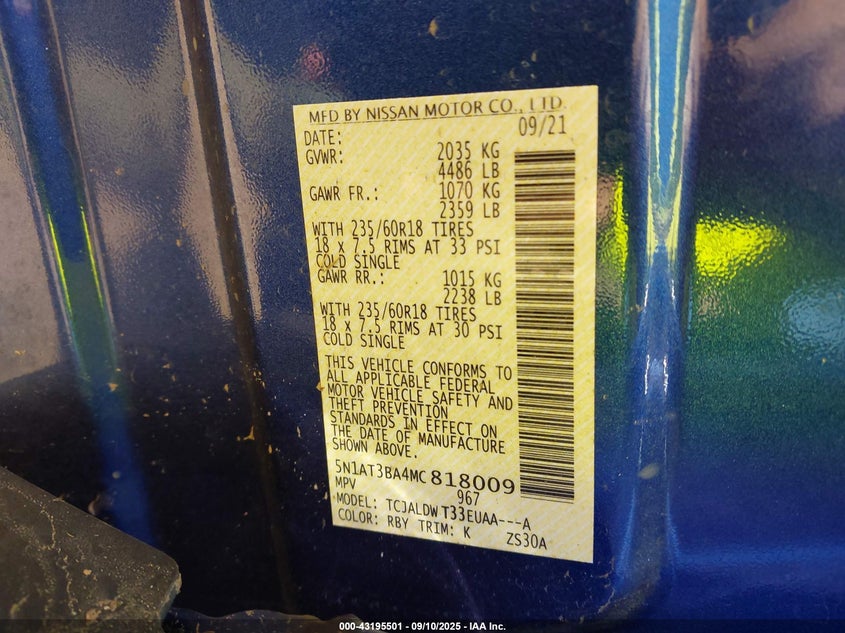 MFD BY NISSAN MOTOR CO., LTD.
DATE: 09/21
GVWR: 2035 KG
4486 LB
GAWR FR.: 1070 KG
2359 LB
WITH 235/60R18 TIRES
18 x 7.5 RIMS AT 33 PSI
COLD SINGLE
GAWR RR.: 1015 KG
2238 LB
WITH 235/60R18 TIRES
18 x 7.5 RIMS AT 30 PSI
COLD SINGLE
THIS VEHICLE CONFORMS TO
ALL APPLICABLE FEDERAL
MOTOR VEHICLE SAFETY AND
THEFT PREVENTION
STANDARDS IN EFFECT ON
THE DATE OF MANUFACTURE
SHOWN ABOVE.
5N1AT3BA4MC818009
MPV 967
MODEL: TCJALDWT33EUAA---A
COLOR: RBY TRIM: K ZS30A
000-43195501 - 09/10/2025 - IAA Inc.